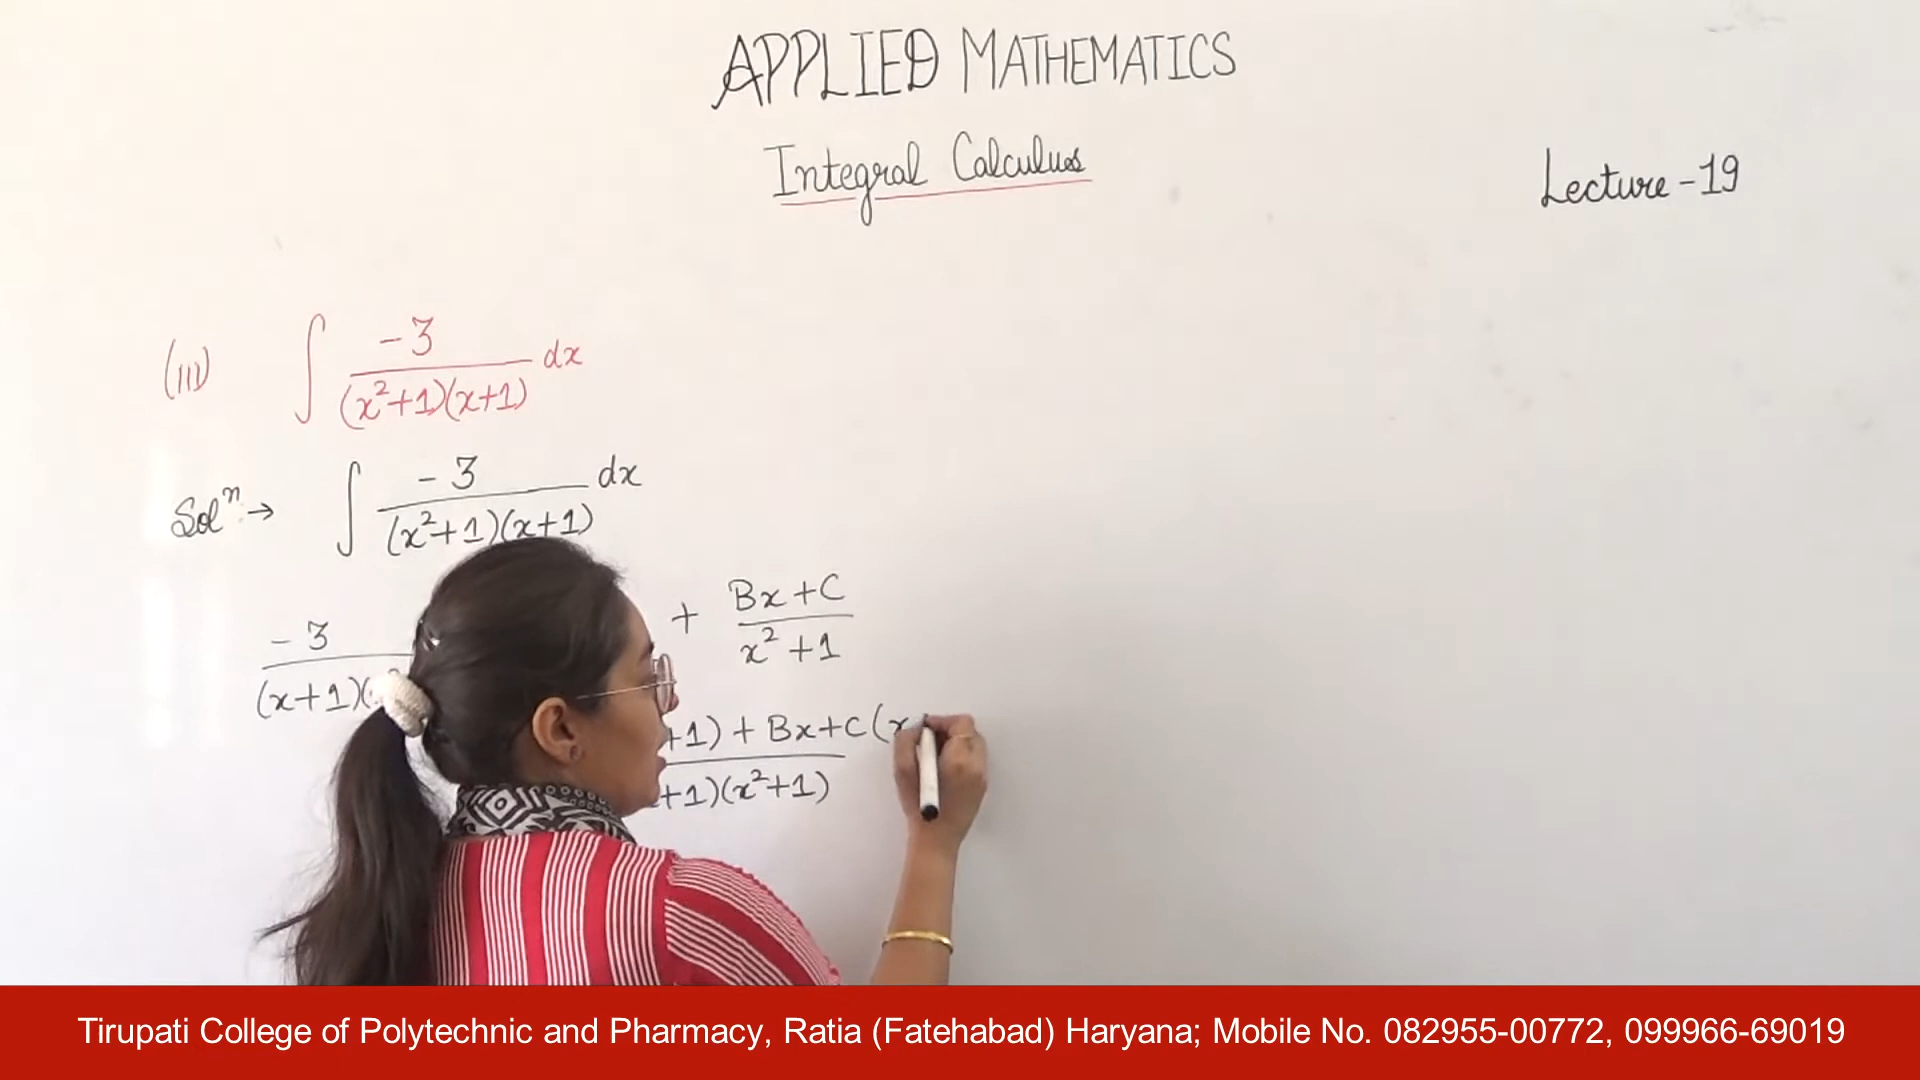 APPLIED MATHEMATICS
Integral Calculus
Lecture - 19
(iii) ∫ -3 / (x²+1)(x+1) dx
Solⁿ:→ ∫ -3 / (x²+1)(x+1) dx
-3 / (x+1)( + Bx+C / x²+1
+1) + Bx+C (x
+1)(x²+1)
Tirupati College of Polytechnic and Pharmacy, Ratia (Fatehabad) Haryana; Mobile No. 082955-00772, 099966-69019